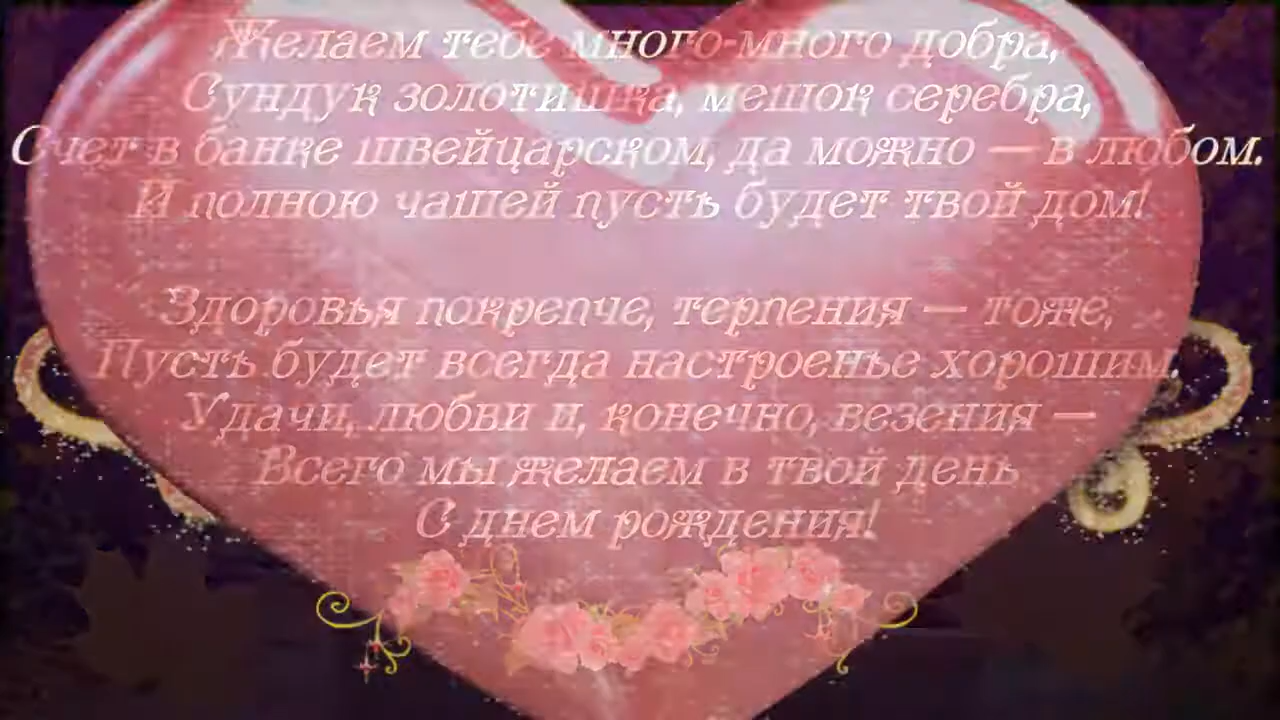 Желаем тебе много-много добра,
Сундук золотишка, мешок серебра,
Счет в банке швейцарском, да можно — в любом.
И полною чашей пусть будет твой дом!
Здоровья покрепче, терпения — тоже,
Пусть будет всегда настроенье хорошим.
Удачи, любви и, конечно, везения —
Всего мы желаем в твой день
С днем рождения!